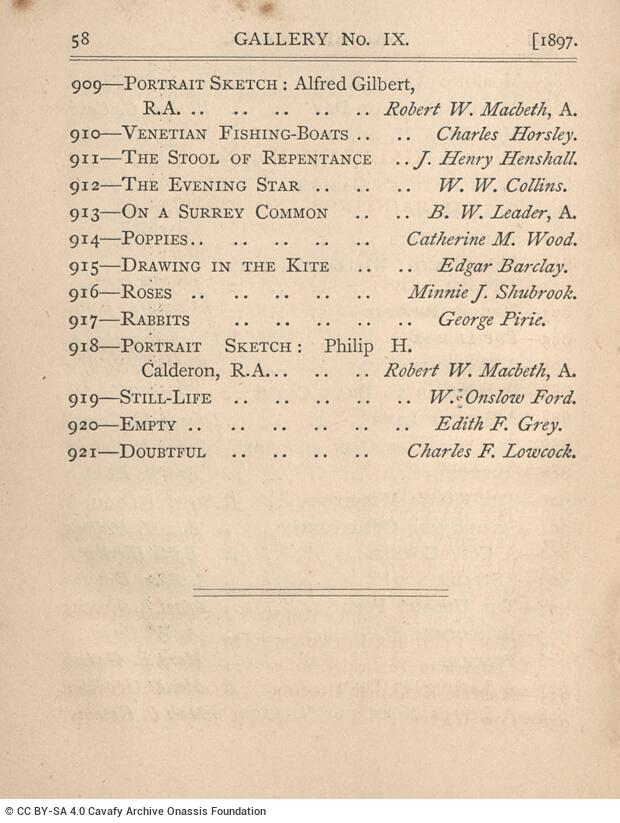 58 GALLERY No. IX. [1897.
909—PORTRAIT SKETCH: Alfred Gilbert,
R.A. .. .. .. .. .. Robert W. Macbeth, A.
910—VENETIAN FISHING-BOATS .. .. Charles Horsley.
911—THE STOOL OF REPENTANCE .. J. Henry Henshall.
912—THE EVENING STAR .. .. .. W. W. Collins.
913—ON A SURREY COMMON .. .. B. W. Leader, A.
914—POPPIES.. .. .. .. .. Catherine M. Wood.
915—DRAWING IN THE KITE .. .. Edgar Barclay.
916—ROSES .. .. .. .. .. Minnie J. Shubrook.
917—RABBITS .. .. .. .. .. George Pirie.
918—PORTRAIT SKETCH: Philip H.
Calderon, R.A... .. .. Robert W. Macbeth, A.
919—STILL-LIFE .. .. .. .. .. W. Onslow Ford.
920—EMPTY .. .. .. .. .. .. Edith F. Grey.
921—DOUBTFUL .. .. .. .. Charles F. Lowcock.
© CC BY-SA 4.0 Cavafy Archive Onassis Foundation